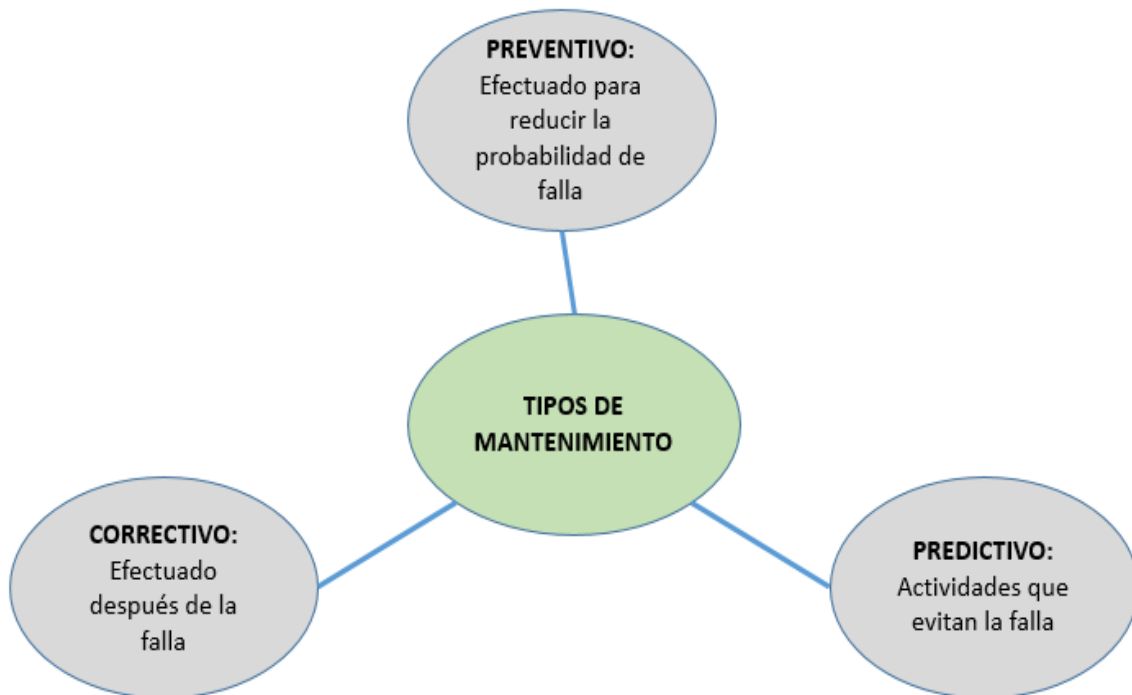 PREVENTIVO:
Efectuado para
reducir la
probabilidad de
falla
TIPOS DE
MANTENIMIENTO
CORRECTIVO:
Efectuado
después de la
falla
PREDICTIVO:
Actividades que
evitan la falla